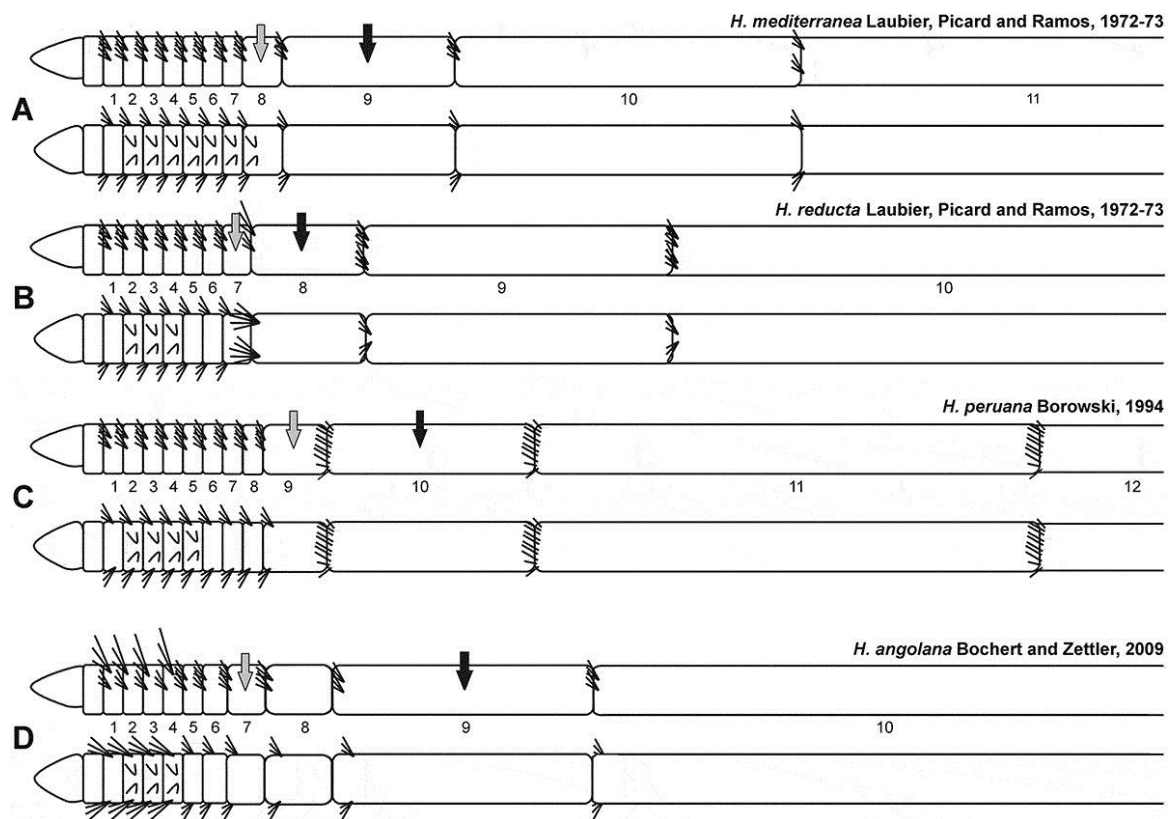 H. mediterranea Laubier, Picard and Ramos, 1972-73
1 2 3 4 5 6 7 8 9 10 11
A
H. reducta Laubier, Picard and Ramos, 1972-73
1 2 3 4 5 6 7 8 9 10
B
H. peruana Borowski, 1994
1 2 3 4 5 6 7 8 9 10 11 12
C
H. angolana Bochert and Zettler, 2009
1 2 3 4 5 6 7 8 9 10
D